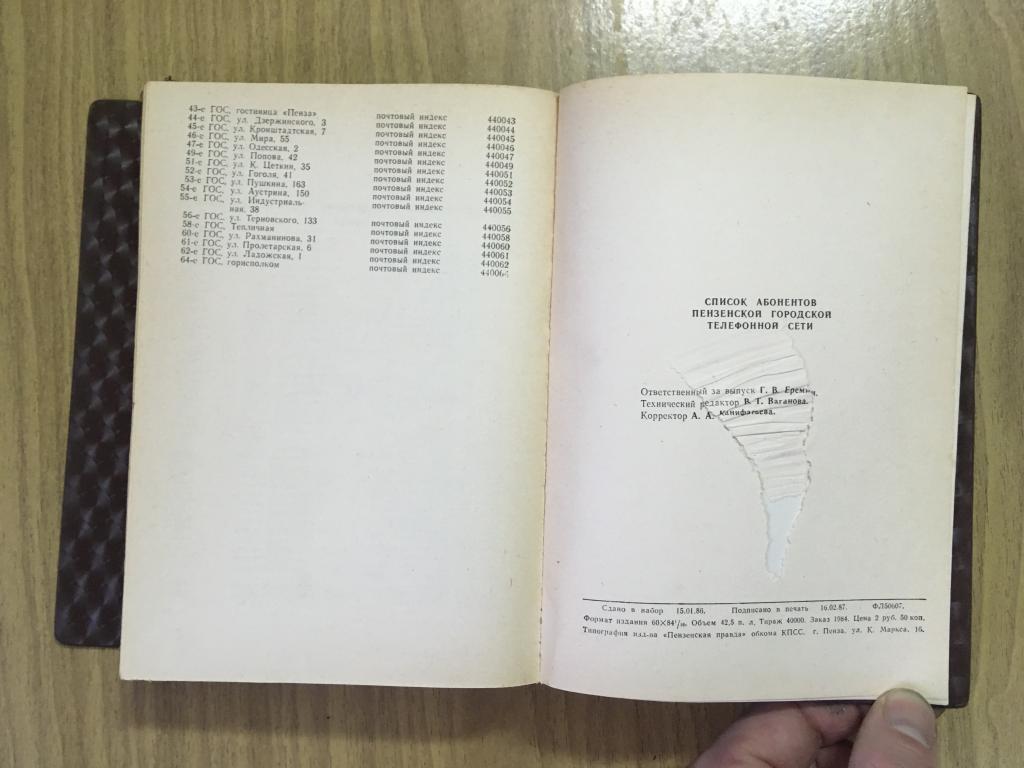 43-е ГОС, гостиница «Пенза» почтовый индекс 440043
44-е ГОС, ул. Дзержинского, 3 почтовый индекс 440044
45-е ГОС, ул. Кронштадтская, 7 почтовый индекс 440045
46-е ГОС, ул. Мира, 55 почтовый индекс 440046
47-е ГОС, ул. Одесская, 2 почтовый индекс 440047
49-е ГОС, ул. Попова, 42 почтовый индекс 440049
51-е ГОС, ул. К. Цеткин, 35 почтовый индекс 440051
52-е ГОС, ул. Гоголя, 41 почтовый индекс 440052
53-е ГОС, ул. Пушкина, 163 почтовый индекс 440053
54-е ГОС, ул. Аустрина, 150 почтовый индекс 440054
55-е ГОС, ул. Индустриаль-
ная, 38 почтовый индекс 440055
56-е ГОС, ул. Терновского, 133 почтовый индекс 440056
58-е ГОС, Тепличная почтовый индекс 440058
60-е ГОС, ул. Рахманинова, 31 почтовый индекс 440060
61-е ГОС, ул. Пролетарская, 6 почтовый индекс 440061
62-е ГОС, ул. Ладожская, 1 почтовый индекс 440062
64-е ГОС, горисполком почтовый индекс 440064
СПИСОК АБОНЕНТОВ
ПЕНЗЕНСКОЙ ГОРОДСКОЙ
ТЕЛЕФОННОЙ СЕТИ
Ответственный за выпуск Г. В. Еремин.
Технический редактор В. Т. Ваганова.
Корректор А. А.
Сдано в набор 15.01.86. Подписано в печать 16.02.87. ФЛ50607.
Формат издания 60×84¹/₁₆. Объем 42,5 п. л. Тираж 40000. Заказ 1984. Цена 2 руб. 50 коп.
Типография изд-ва «Пензенская правда» обкома КПСС. г. Пенза. ул. К. Маркса, 16.